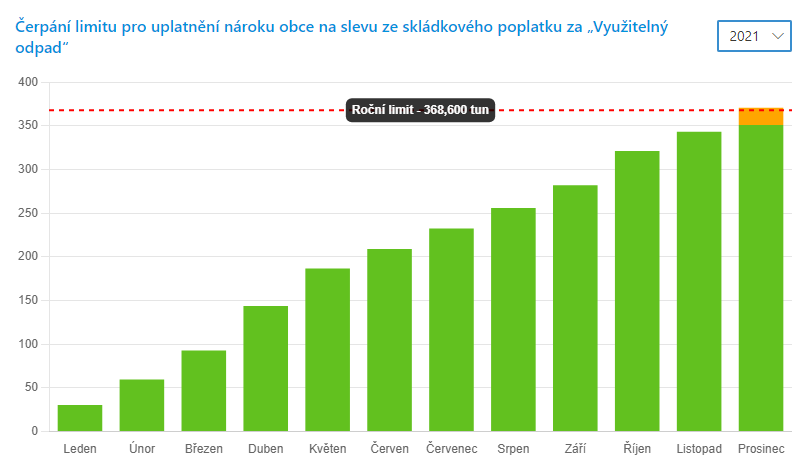 Čerpání limitu pro uplatnění nároku obce na slevu ze skládkového poplatku za „Využitelný
odpad“
2021
400
Roční limit - 368,600 tun
350
300
250
200
150
100
50
0
Leden Únor Březen Duben Květen Červen Červenec Srpen Září Říjen Listopad Prosinec